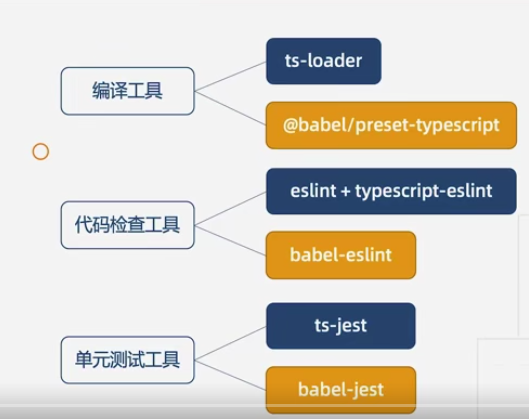 编译工具
ts-loader
@babel/preset-typescript
代码检查工具
eslint + typescript-eslint
babel-eslint
单元测试工具
ts-jest
babel-jest